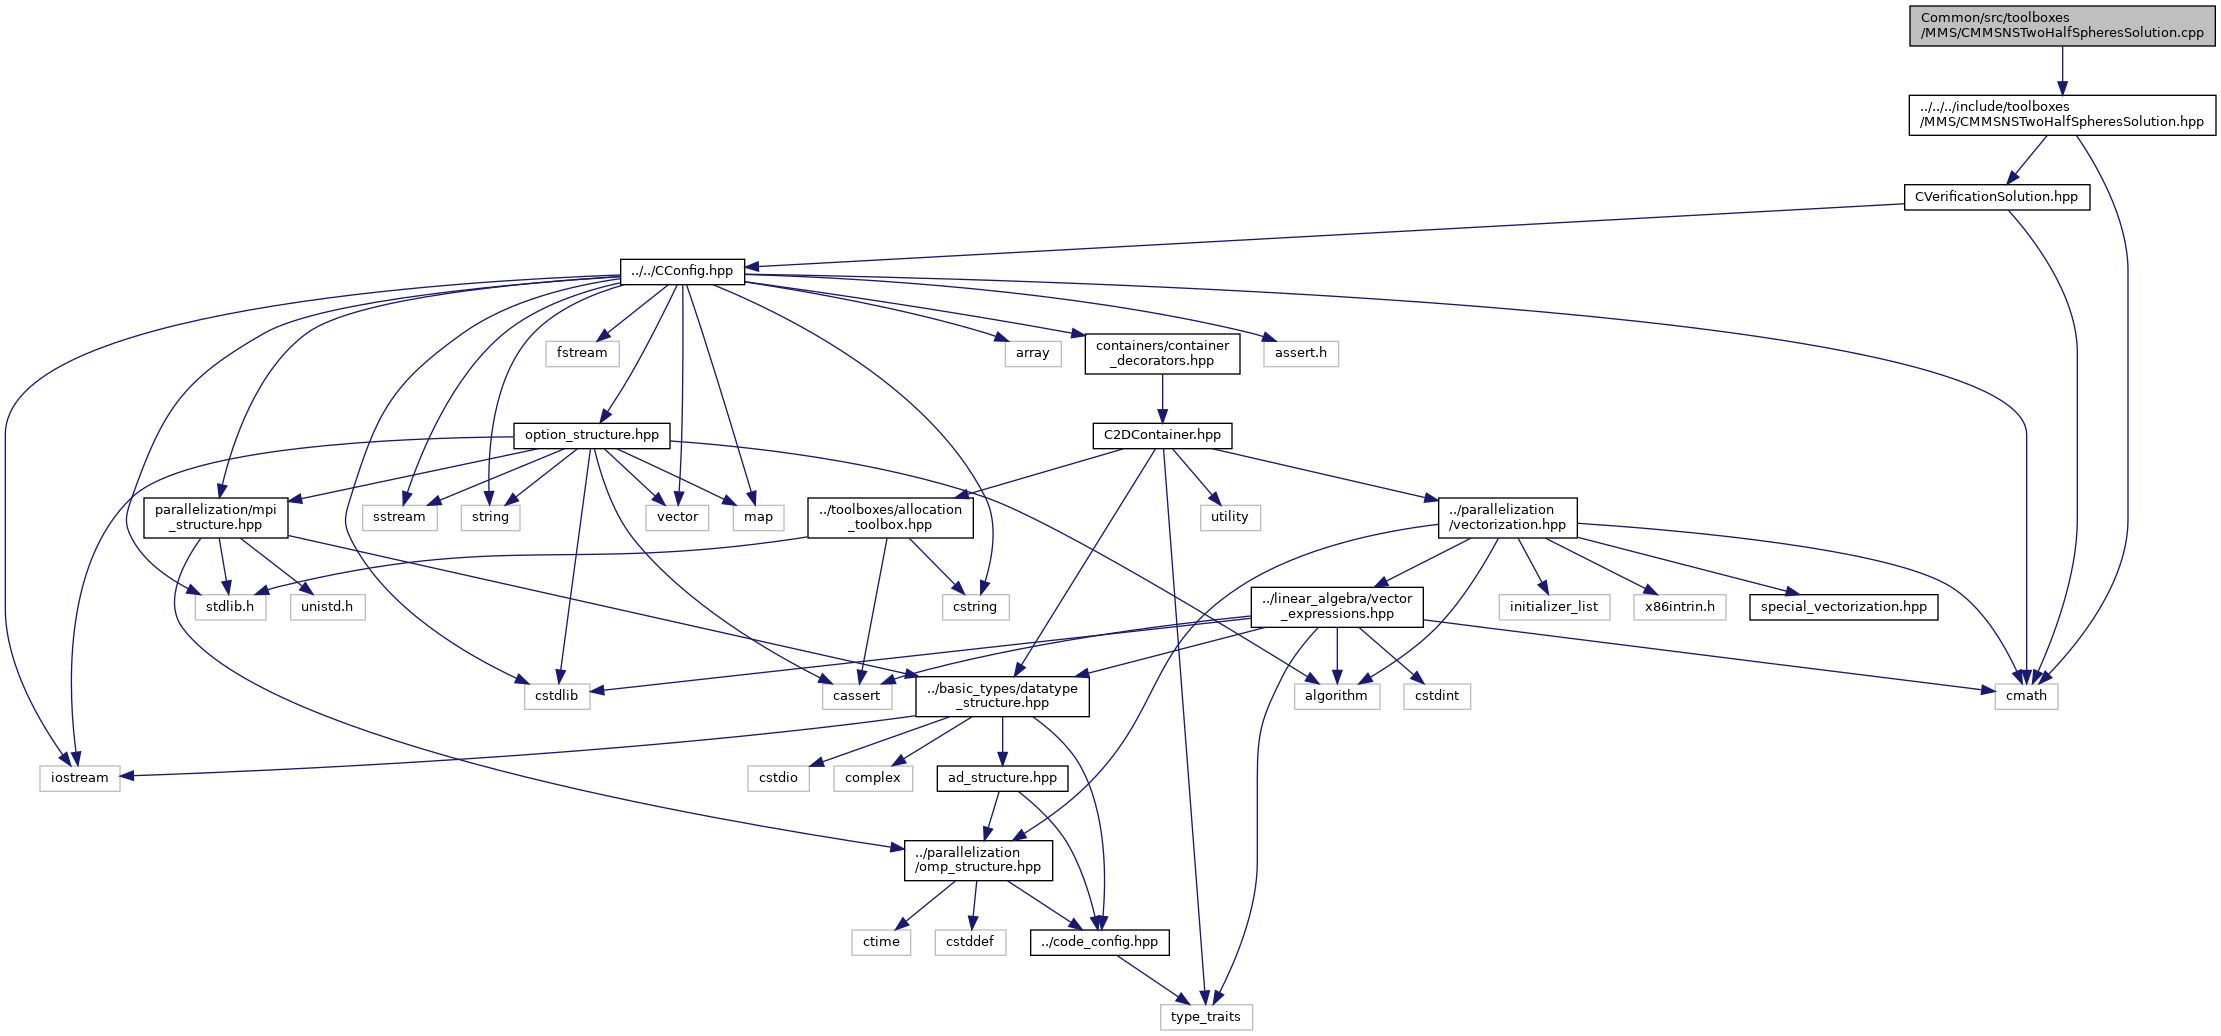 Common/src/toolboxes
/MMS/CMMSNSTwoHalfSpheresSolution.cpp
../../../include/toolboxes
/MMS/CMMSNSTwoHalfSpheresSolution.hpp
CVerificationSolution.hpp
../../CConfig.hpp
fstream
array
containers/container
_decorators.hpp
assert.h
option_structure.hpp
C2DContainer.hpp
parallelization/mpi
_structure.hpp
sstream
string
vector
map
../toolboxes/allocation
_toolbox.hpp
utility
../parallelization
/vectorization.hpp
stdlib.h
unistd.h
cstring
../linear_algebra/vector
_expressions.hpp
initializer_list
x86intrin.h
special_vectorization.hpp
cstdlib
cassert
../basic_types/datatype
_structure.hpp
algorithm
cstdint
cmath
iostream
cstdio
complex
ad_structure.hpp
../parallelization
/omp_structure.hpp
ctime
cstddef
../code_config.hpp
type_traits